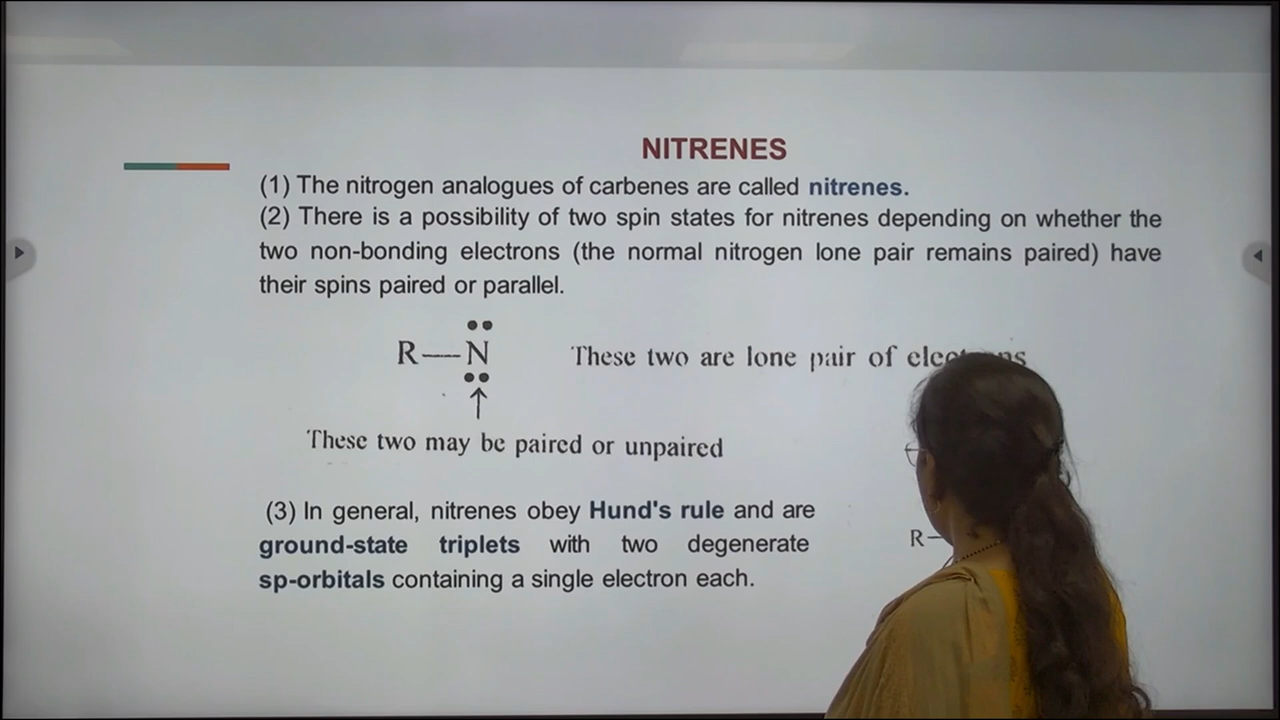 NITRENES
(1) The nitrogen analogues of carbenes are called nitrenes.
(2) There is a possibility of two spin states for nitrenes depending on whether the
two non-bonding electrons (the normal nitrogen lone pair remains paired) have
their spins paired or parallel.
R—N These two are lone pair of
These two may be paired or unpaired
(3) In general, nitrenes obey Hund's rule and are
ground-state triplets with two degenerate R—
sp-orbitals containing a single electron each.